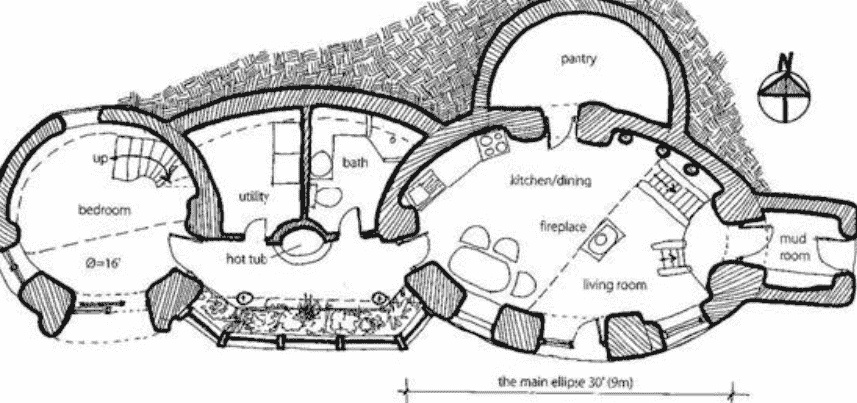 N
pantry
up
bath
kitchen/dining
utility
bedroom
fireplace
mud
room
hot tub
Ø=16'
living room
the main ellipse 30' (9m)